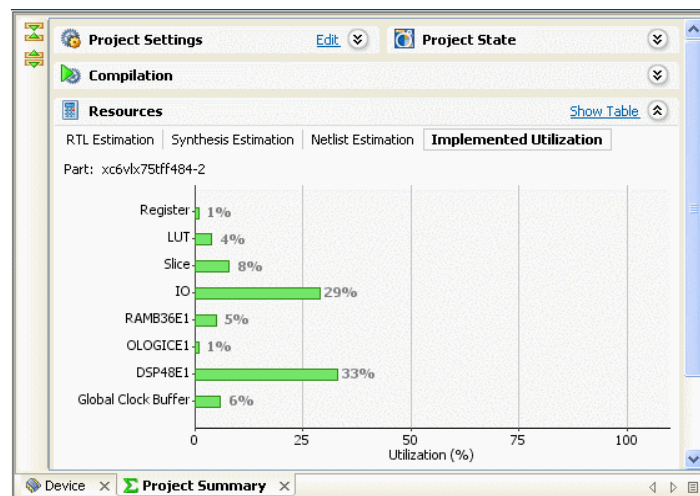 Project Settings Edit Project State
Compilation
Resources Show Table
RTL Estimation Synthesis Estimation Netlist Estimation Implemented Utilization
Part: xc6vlx75tff484-2
Register 1%
LUT 4%
Slice 8%
IO 29%
RAMB36E1 5%
OLOGICE1 1%
DSP48E1 33%
Global Clock Buffer 6%
0 25 50 75 100
Utilization (%)
Device Σ Project Summary